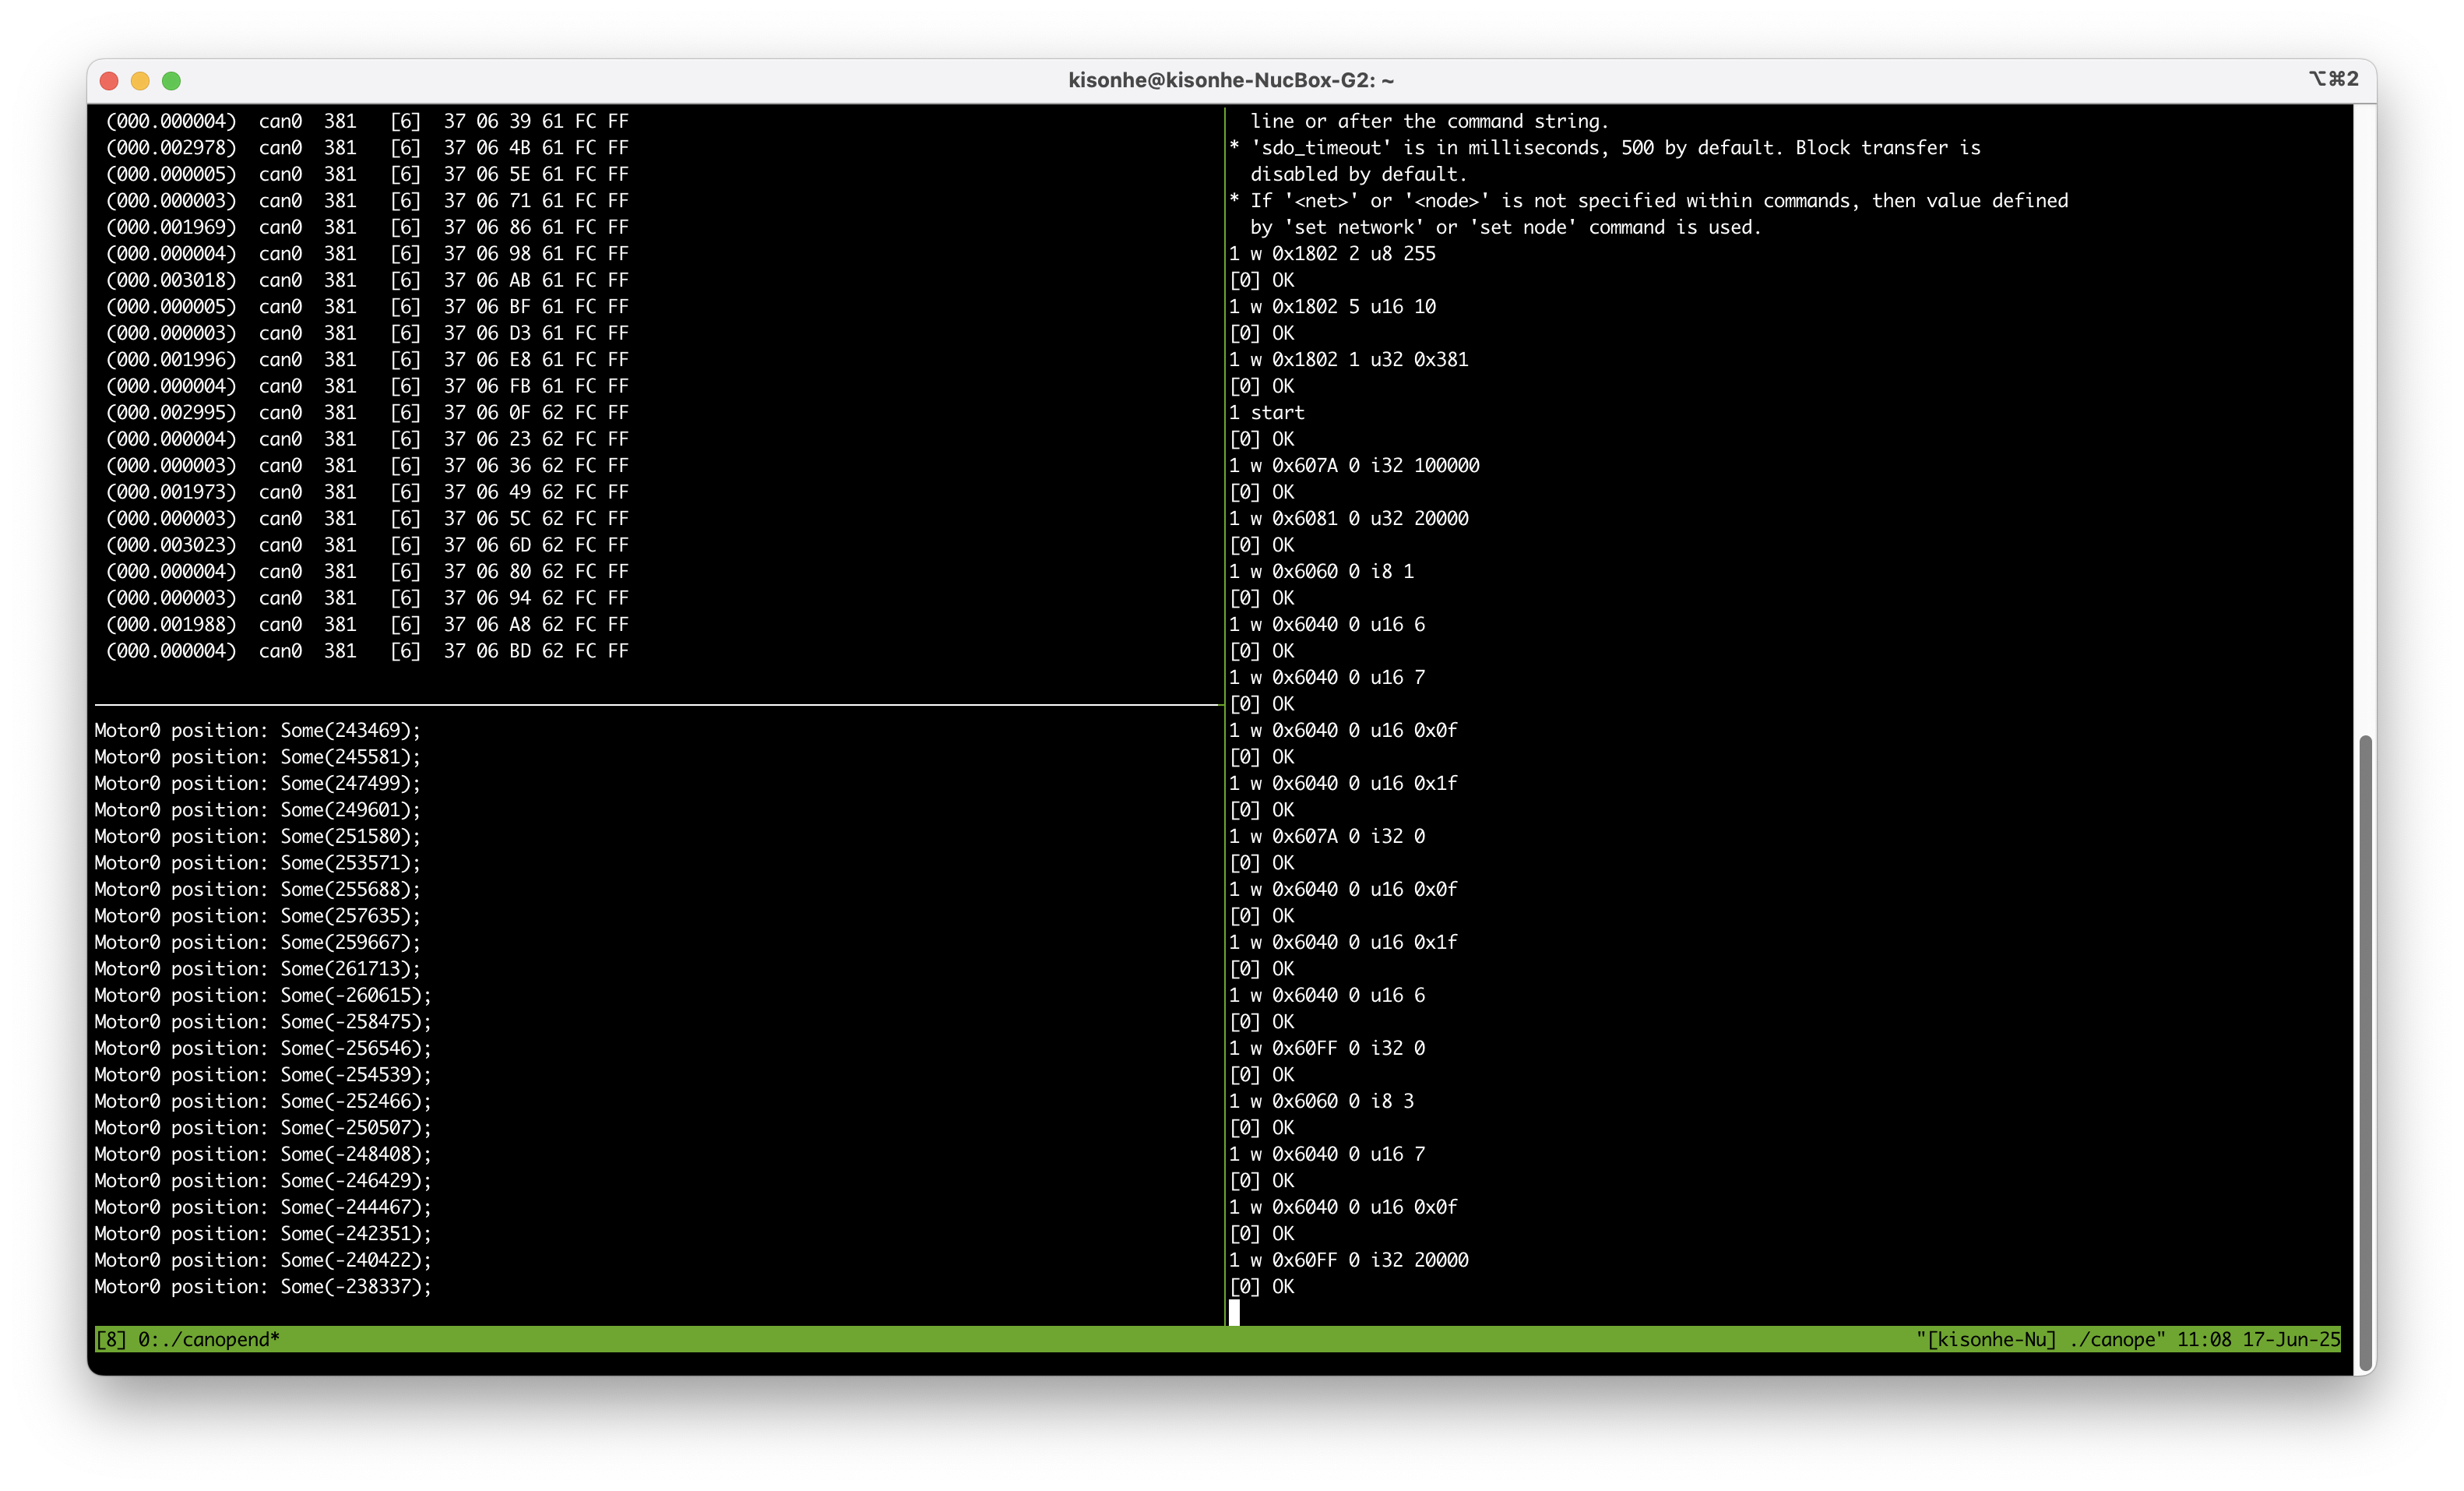 kisonhe@kisonhe-NucBox-G2: ~
⌥⌘2
(000.000004)  can0  381   [6]  37 06 39 61 FC FF
(000.002978)  can0  381   [6]  37 06 4B 61 FC FF
(000.000005)  can0  381   [6]  37 06 5E 61 FC FF
(000.000003)  can0  381   [6]  37 06 71 61 FC FF
(000.001969)  can0  381   [6]  37 06 86 61 FC FF
(000.000004)  can0  381   [6]  37 06 98 61 FC FF
(000.003018)  can0  381   [6]  37 06 AB 61 FC FF
(000.000005)  can0  381   [6]  37 06 BF 61 FC FF
(000.000003)  can0  381   [6]  37 06 D3 61 FC FF
(000.001996)  can0  381   [6]  37 06 E8 61 FC FF
(000.000004)  can0  381   [6]  37 06 FB 61 FC FF
(000.002995)  can0  381   [6]  37 06 0F 62 FC FF
(000.000004)  can0  381   [6]  37 06 23 62 FC FF
(000.000003)  can0  381   [6]  37 06 36 62 FC FF
(000.001973)  can0  381   [6]  37 06 49 62 FC FF
(000.000003)  can0  381   [6]  37 06 5C 62 FC FF
(000.003023)  can0  381   [6]  37 06 6D 62 FC FF
(000.000004)  can0  381   [6]  37 06 80 62 FC FF
(000.000003)  can0  381   [6]  37 06 94 62 FC FF
(000.001988)  can0  381   [6]  37 06 A8 62 FC FF
(000.000004)  can0  381   [6]  37 06 BD 62 FC FF
Motor0 position: Some(243469);
Motor0 position: Some(245581);
Motor0 position: Some(247499);
Motor0 position: Some(249601);
Motor0 position: Some(251580);
Motor0 position: Some(253571);
Motor0 position: Some(255688);
Motor0 position: Some(257635);
Motor0 position: Some(259667);
Motor0 position: Some(261713);
Motor0 position: Some(-260615);
Motor0 position: Some(-258475);
Motor0 position: Some(-256546);
Motor0 position: Some(-254539);
Motor0 position: Some(-252466);
Motor0 position: Some(-250507);
Motor0 position: Some(-248408);
Motor0 position: Some(-246429);
Motor0 position: Some(-244467);
Motor0 position: Some(-242351);
Motor0 position: Some(-240422);
Motor0 position: Some(-238337);
line or after the command string.
* 'sdo_timeout' is in milliseconds, 500 by default. Block transfer is
disabled by default.
* If '<net>' or '<node>' is not specified within commands, then value defined
by 'set network' or 'set node' command is used.
1 w 0x1802 2 u8 255
[0] OK
1 w 0x1802 5 u16 10
[0] OK
1 w 0x1802 1 u32 0x381
[0] OK
1 start
[0] OK
1 w 0x607A 0 i32 100000
[0] OK
1 w 0x6081 0 u32 20000
[0] OK
1 w 0x6060 0 i8 1
[0] OK
1 w 0x6040 0 u16 6
[0] OK
1 w 0x6040 0 u16 7
[0] OK
1 w 0x6040 0 u16 0x0f
[0] OK
1 w 0x6040 0 u16 0x1f
[0] OK
1 w 0x607A 0 i32 0
[0] OK
1 w 0x6040 0 u16 0x0f
[0] OK
1 w 0x6040 0 u16 0x1f
[0] OK
1 w 0x6040 0 u16 6
[0] OK
1 w 0x60FF 0 i32 0
[0] OK
1 w 0x6060 0 i8 3
[0] OK
1 w 0x6040 0 u16 7
[0] OK
1 w 0x6040 0 u16 0x0f
[0] OK
1 w 0x60FF 0 i32 20000
[0] OK
[8] 0:./canopend*
"[kisonhe-Nu] ./canope" 11:08 17-Jun-25